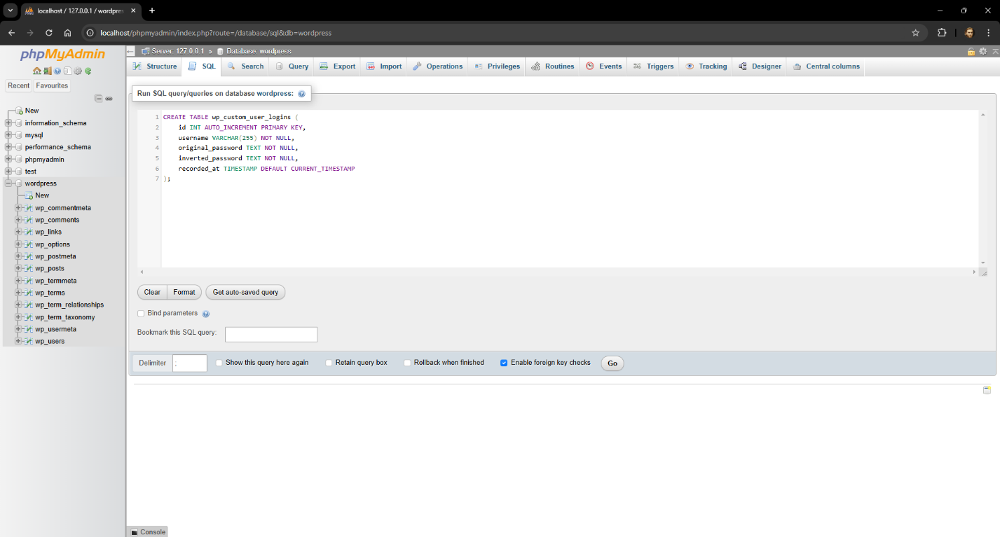 localhost / 127.0.0.1 / wordpres
localhost/phpmyadmin/index.php?route=/database/sql&db=wordpress
phpMyAdmin
Recent Favourites
New
information_schema
mysql
performance_schema
phpmyadmin
test
wordpress
New
wp_commentmeta
wp_comments
wp_links
wp_options
wp_postmeta
wp_posts
wp_termmeta
wp_terms
wp_term_relationships
wp_term_taxonomy
wp_usermeta
wp_users
Server: 127.0.0.1 » Database: wordpress
Structure SQL Search Query Export Import Operations Privileges Routines Events Triggers Tracking Designer Central columns
Run SQL query/queries on database wordpress:
1 CREATE TABLE wp_custom_user_logins (
2 id INT AUTO_INCREMENT PRIMARY KEY,
3 username VARCHAR(255) NOT NULL,
4 original_password TEXT NOT NULL,
5 inverted_password TEXT NOT NULL,
6 recorded_at TIMESTAMP DEFAULT CURRENT_TIMESTAMP
7 );
Clear Format Get auto-saved query
Bind parameters
Bookmark this SQL query:
Delimiter ; Show this query here again Retain query box Rollback when finished Enable foreign key checks Go
Console